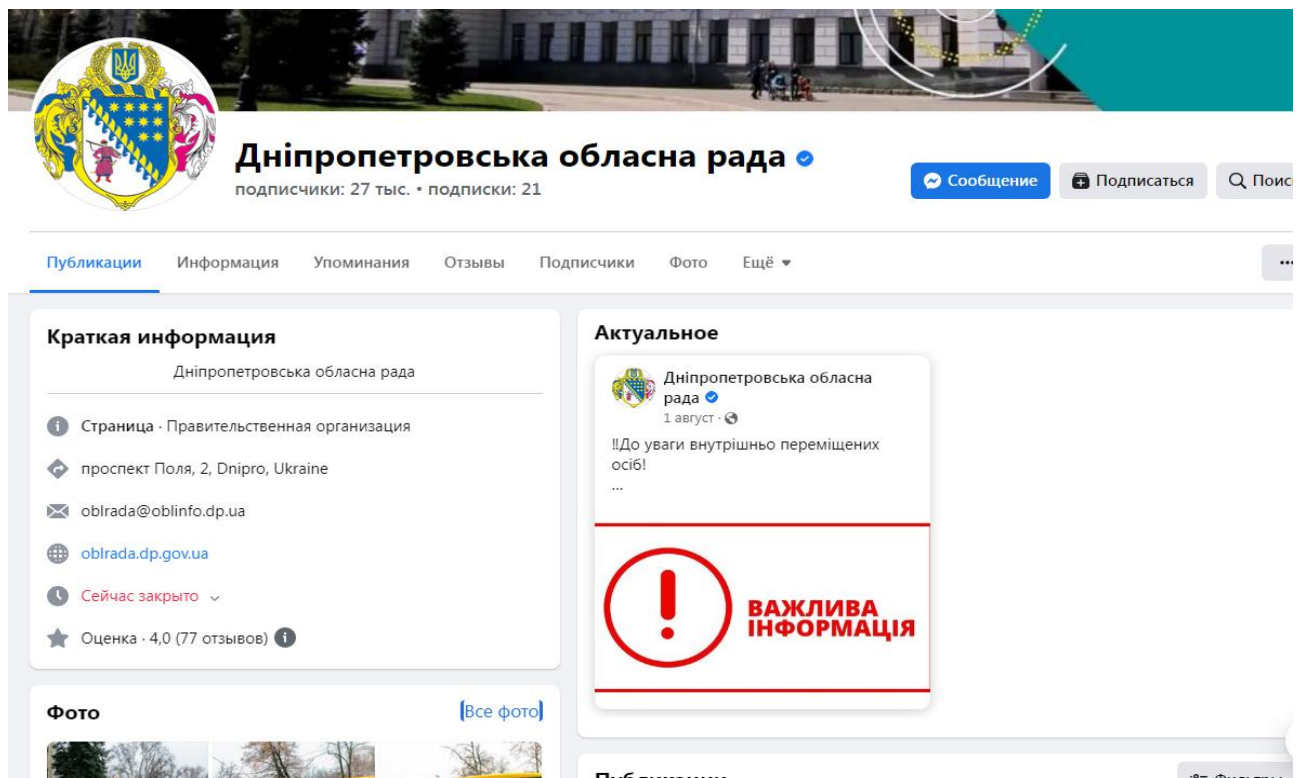 Дніпропетровська обласна рада
подписчики: 27 тыс. • подписки: 21
Сообщение
Подписаться
Публикации
Информация
Упоминания
Отзывы
Подписчики
Фото
Ещё
Краткая информация
Дніпропетровська обласна рада
Страница · Правительственная организация
проспект Поля, 2, Dnipro, Ukraine
oblrada@oblinfo.dp.ua
oblrada.dp.gov.ua
Сейчас закрыто
Оценка · 4,0 (77 отзывов)
Фото
Все фото
Актуальное
Дніпропетровська обласна
рада
1 август ·
‼До уваги внутрішньо переміщених
осіб!
...
ВАЖЛИВА
ІНФОРМАЦІЯ